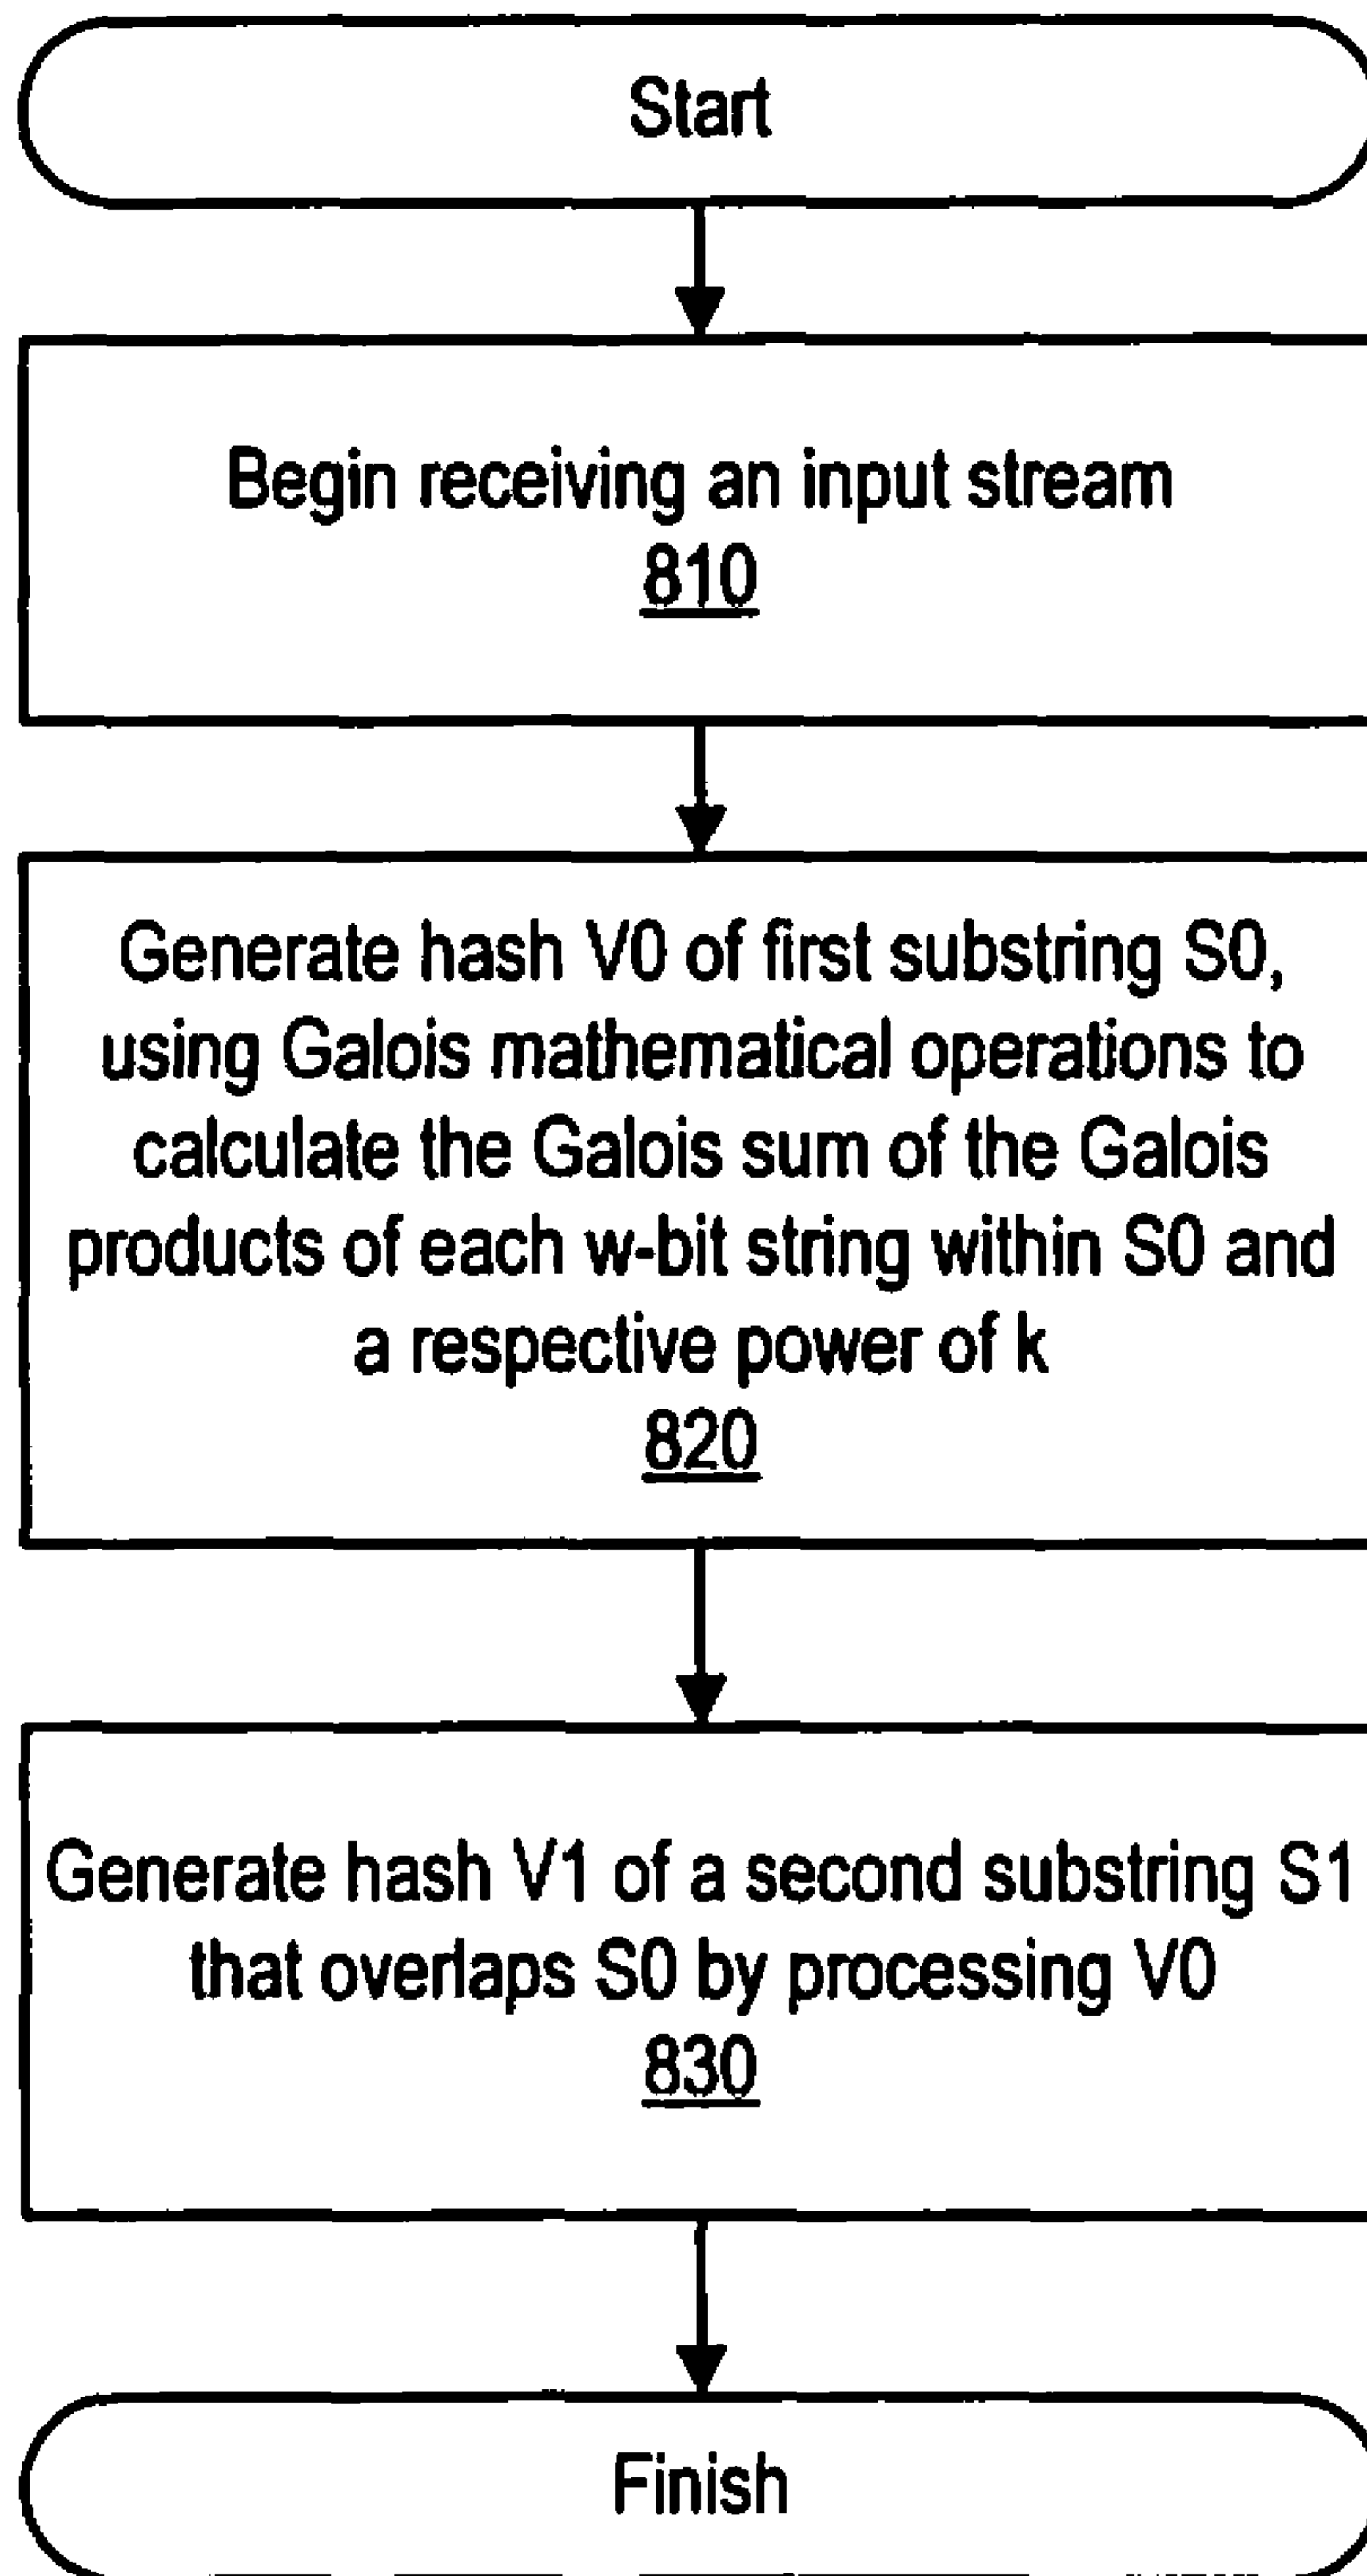 Start
Begin receiving an input stream
810
Generate hash V0 of first substring S0,
using Galois mathematical operations to
calculate the Galois sum of the Galois
products of each w-bit string within S0 and
a respective power of k
820
Generate hash V1 of a second substring S1
that overlaps S0 by processing V0
830
Finish